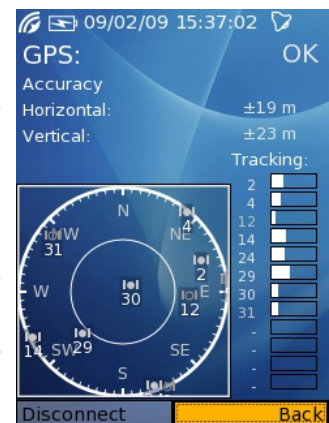 09/02/09 15:37:02
GPS: OK
Accuracy
Horizontal: ±19 m
Vertical: ±23 m
Tracking:
2
4
12
14
24
29
30
31
-
-
-
-
N
NW
NE
W
E
SW
SE
S
4
31
2
30
12
14
29
Disconnect Back